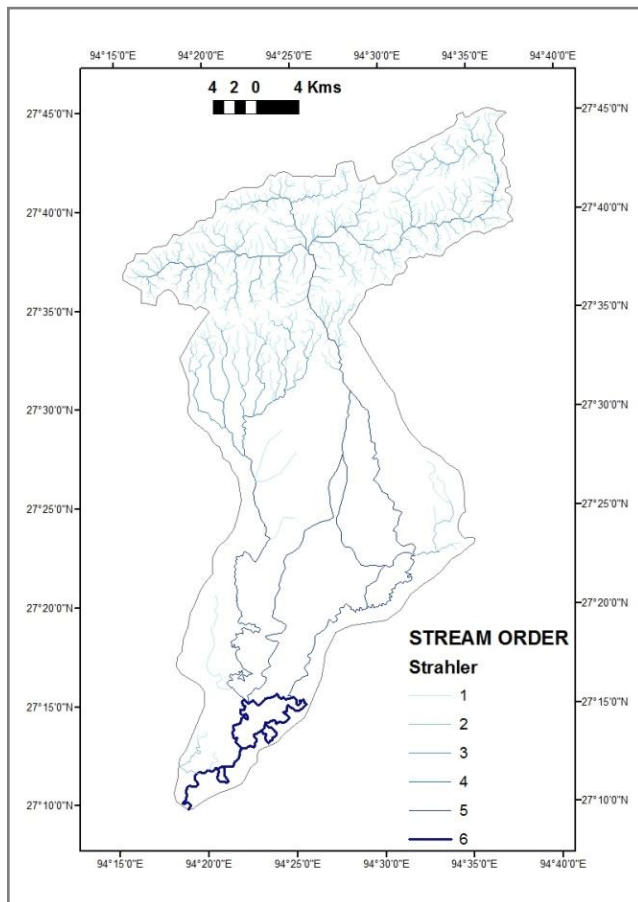 94°15'0"E 94°20'0"E 94°25'0"E 94°30'0"E 94°35'0"E 94°40'0"E
4 2 0 4 Kms
27°45'0"N 27°45'0"N
27°40'0"N 27°40'0"N
27°35'0"N 27°35'0"N
27°30'0"N 27°30'0"N
27°25'0"N 27°25'0"N
27°20'0"N 27°20'0"N
STREAM ORDER
Strahler
1
27°15'0"N 27°15'0"N
2
3
4
27°10'0"N 27°10'0"N
5
6
94°15'0"E 94°20'0"E 94°25'0"E 94°30'0"E 94°35'0"E 94°40'0"E